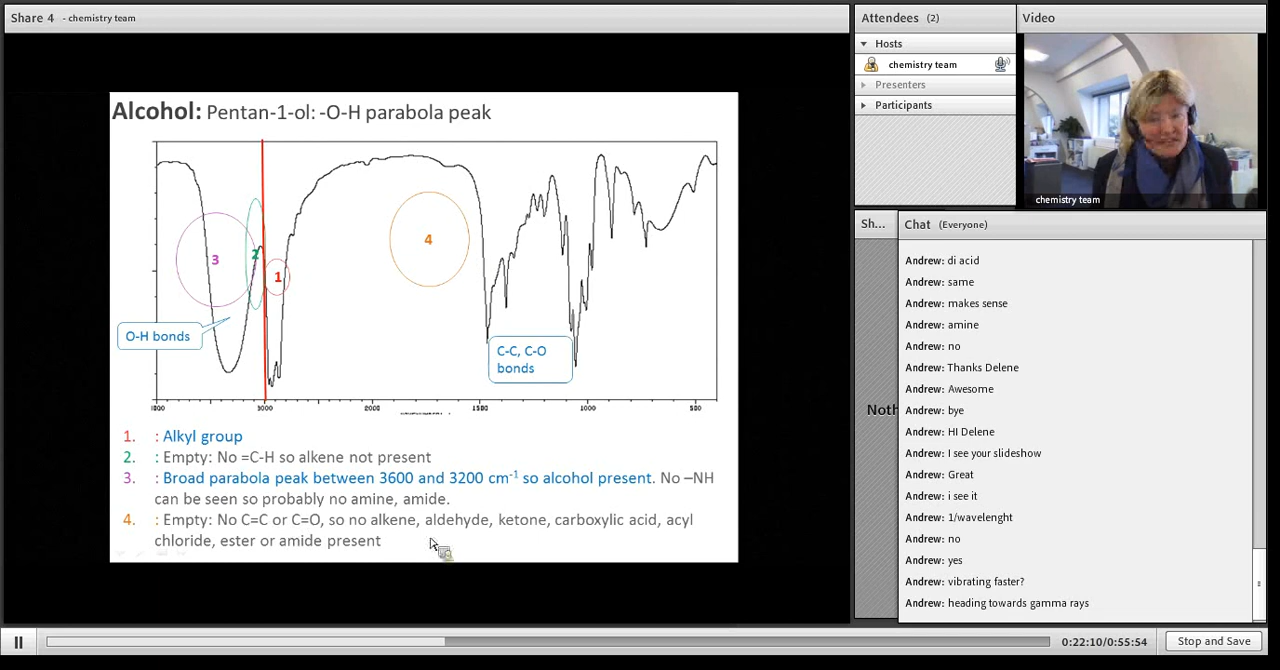 Share 4 - chemistry team
Alcohol: Pentan-1-ol: -O-H parabola peak
3
2
1
4
O-H bonds
C-C, C-O
bonds
3000
2000
1500
1000
500
1. : Alkyl group
2. : Empty: No =C-H so alkene not present
3. : Broad parabola peak between 3600 and 3200 cm-1 so alcohol present. No –NH
can be seen so probably no amine, amide.
4. : Empty: No C=C or C=O, so no alkene, aldehyde, ketone, carboxylic acid, acyl
chloride, ester or amide present
Attendees (2)
Hosts
chemistry team
Presenters
Participants
Video
chemistry team
Sh...
Noth
Chat (Everyone)
Andrew: di acid
Andrew: same
Andrew: makes sense
Andrew: amine
Andrew: no
Andrew: Thanks Delene
Andrew: Awesome
Andrew: bye
Andrew: HI Delene
Andrew: I see your slideshow
Andrew: Great
Andrew: i see it
Andrew: 1/wavelenght
Andrew: no
Andrew: yes
Andrew: vibrating faster?
Andrew: heading towards gamma rays
0:22:10/0:55:54
Stop and Save